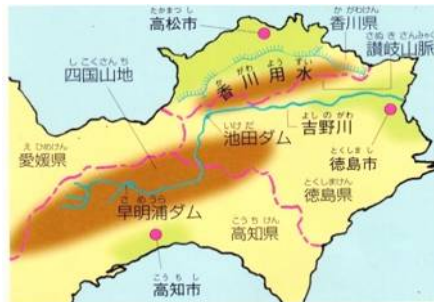 たかまつし
高松市
かがわけん
香川県
さぬきさんみゃく
讃岐山脈
しこくさんち
四国山地
かがわようすい
香川用水
いけだ
池田ダム
よしのがわ
吉野川
えひめけん
愛媛県
とくしまし
徳島市
とくしまけん
徳島県
さめうら
早明浦ダム
こうちけん
高知県
こうちし
高知市